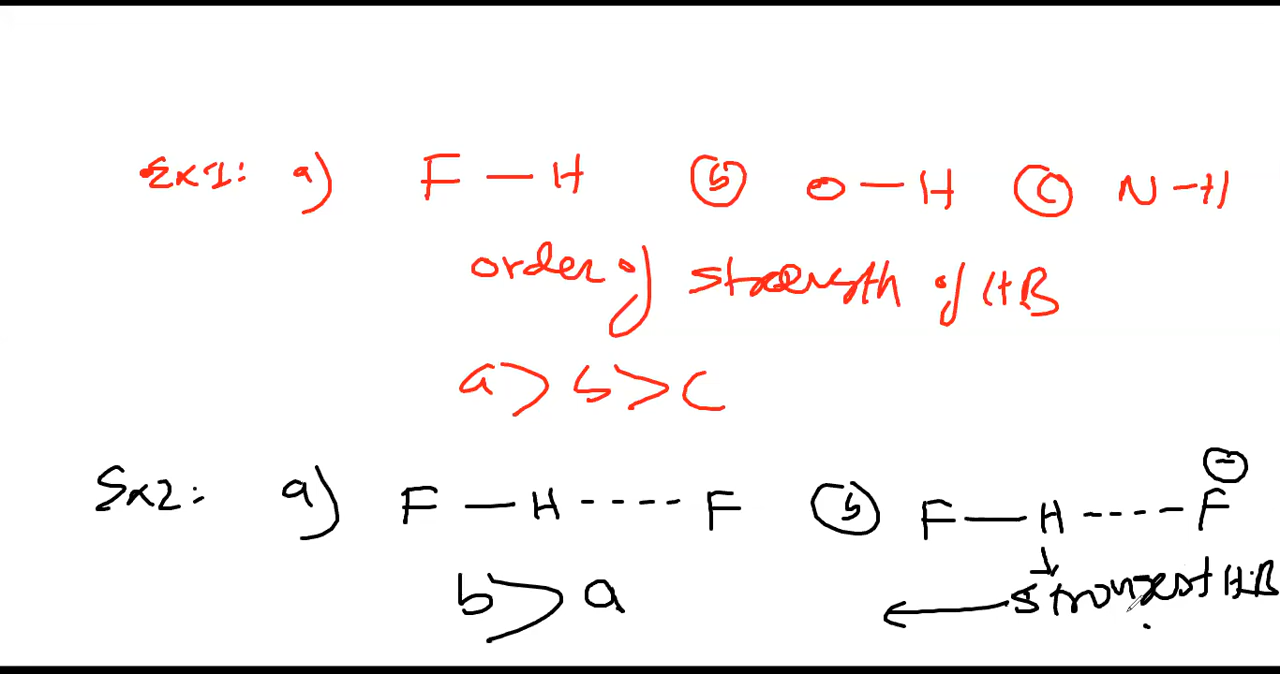 Ex1: a) F — H (b) O — H (c) N — H
order of strength of HB
a > b > c
Ex2: a) F — H ---- F (b) F — H ---- F ⊖
b > a
strongest HB